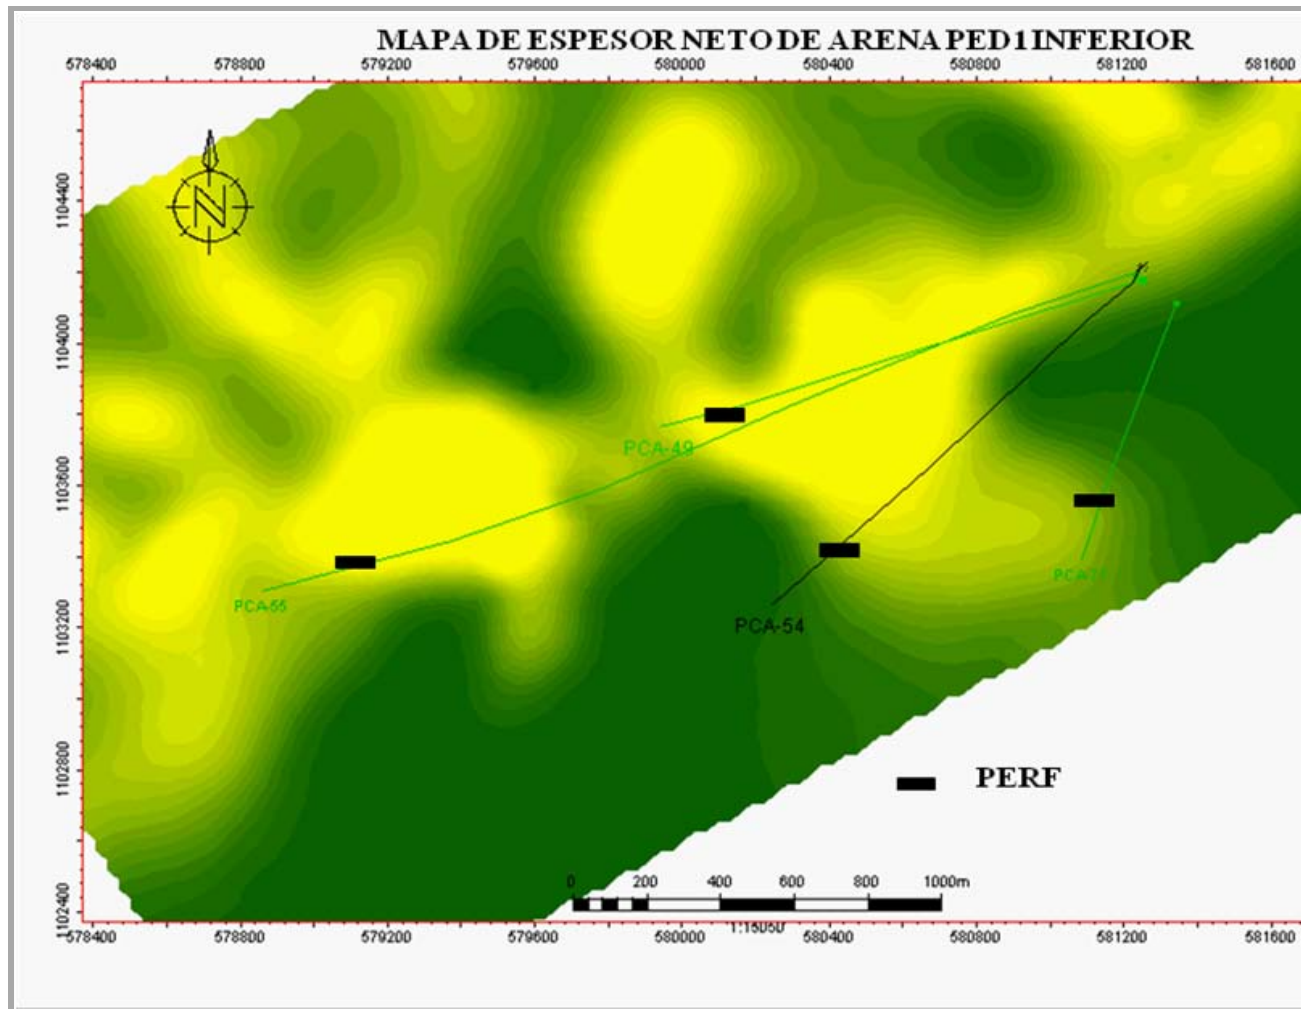 MAPA DE ESPESOR NETO DE ARENA PED1 INFERIOR
578400 578800 579200 579600 580000 580400 580800 581200 581600
1104400
N
1104000
PCA-49
1103600
PCA-55
1103200
PCA-54
1102800
PERF
0 200 400 600 800 1000m
1102400
578400 578800 579200 579600 580000 580400 580800 581200 581600